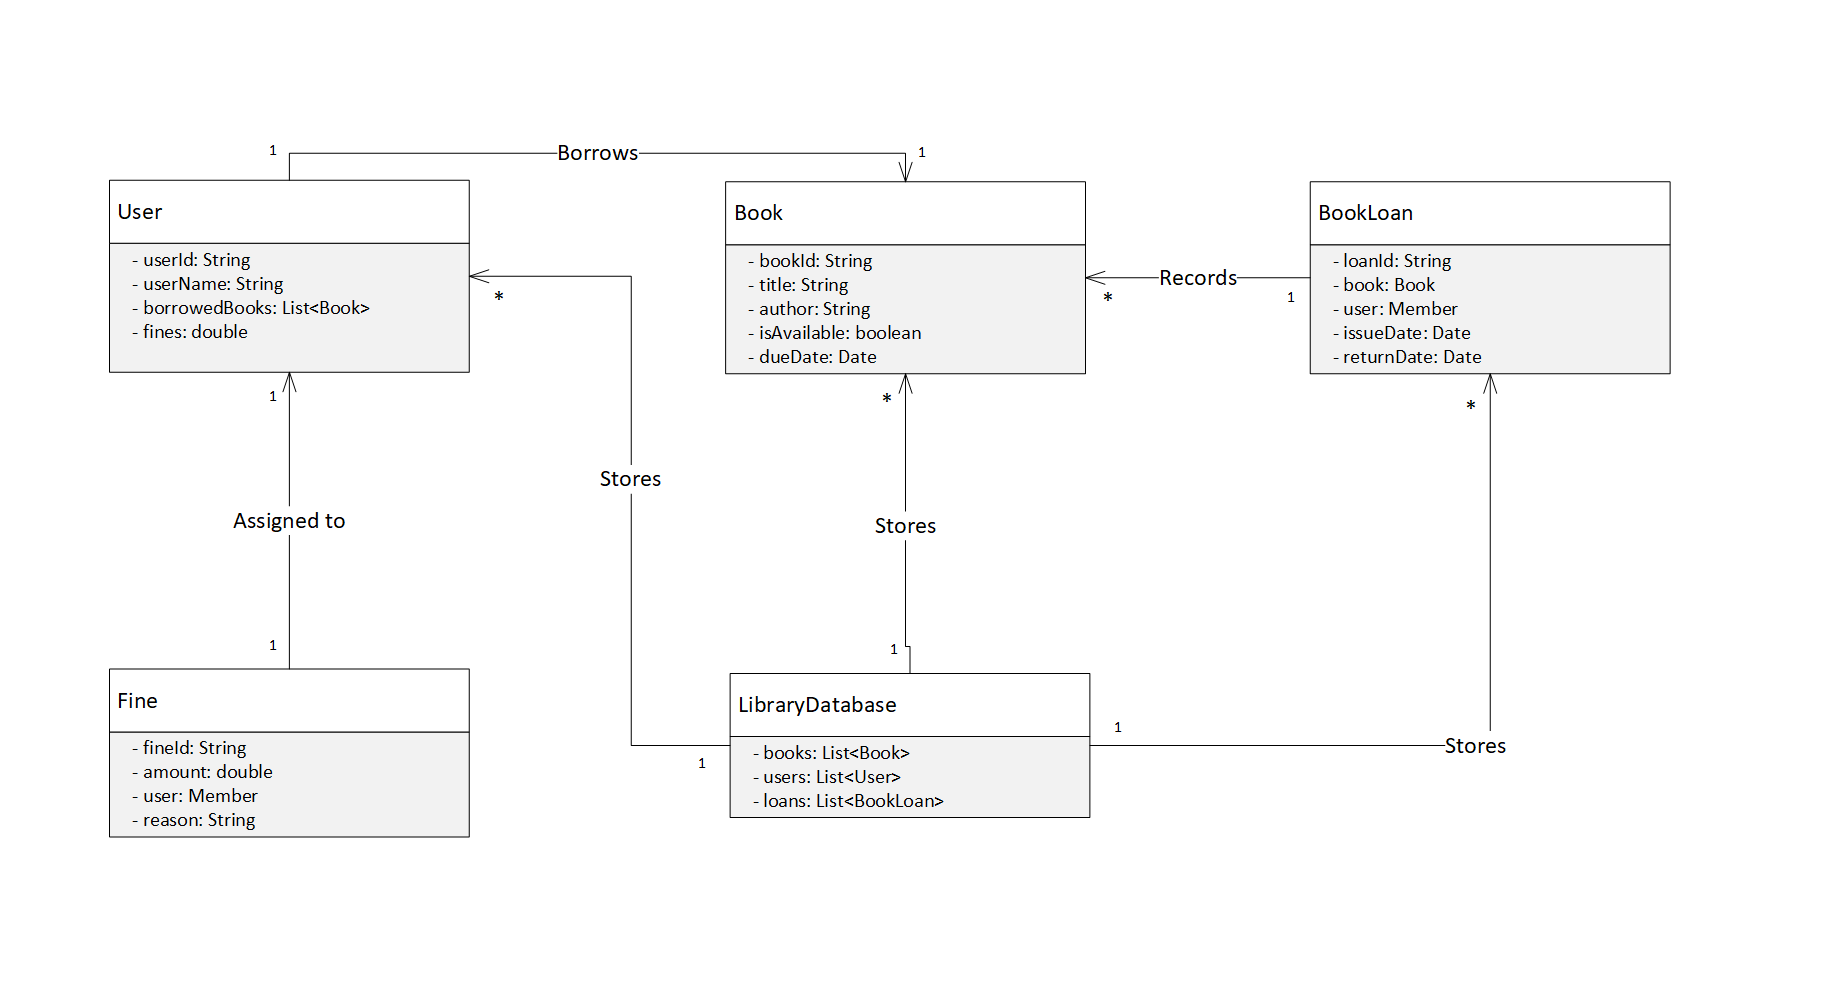 1
Borrows
1
User
- userId: String
- userName: String
- borrowedBooks: List<Book>
- fines: double
Book
- bookId: String
- title: String
- author: String
- isAvailable: boolean
- dueDate: Date
BookLoan
- loanId: String
- book: Book
- user: Member
- issueDate: Date
- returnDate: Date
*
*
Records
1
1
*
*
Stores
Assigned to
Stores
1
1
Fine
- fineId: String
- amount: double
- user: Member
- reason: String
LibraryDatabase
- books: List<Book>
- users: List<User>
- loans: List<BookLoan>
1
1
Stores